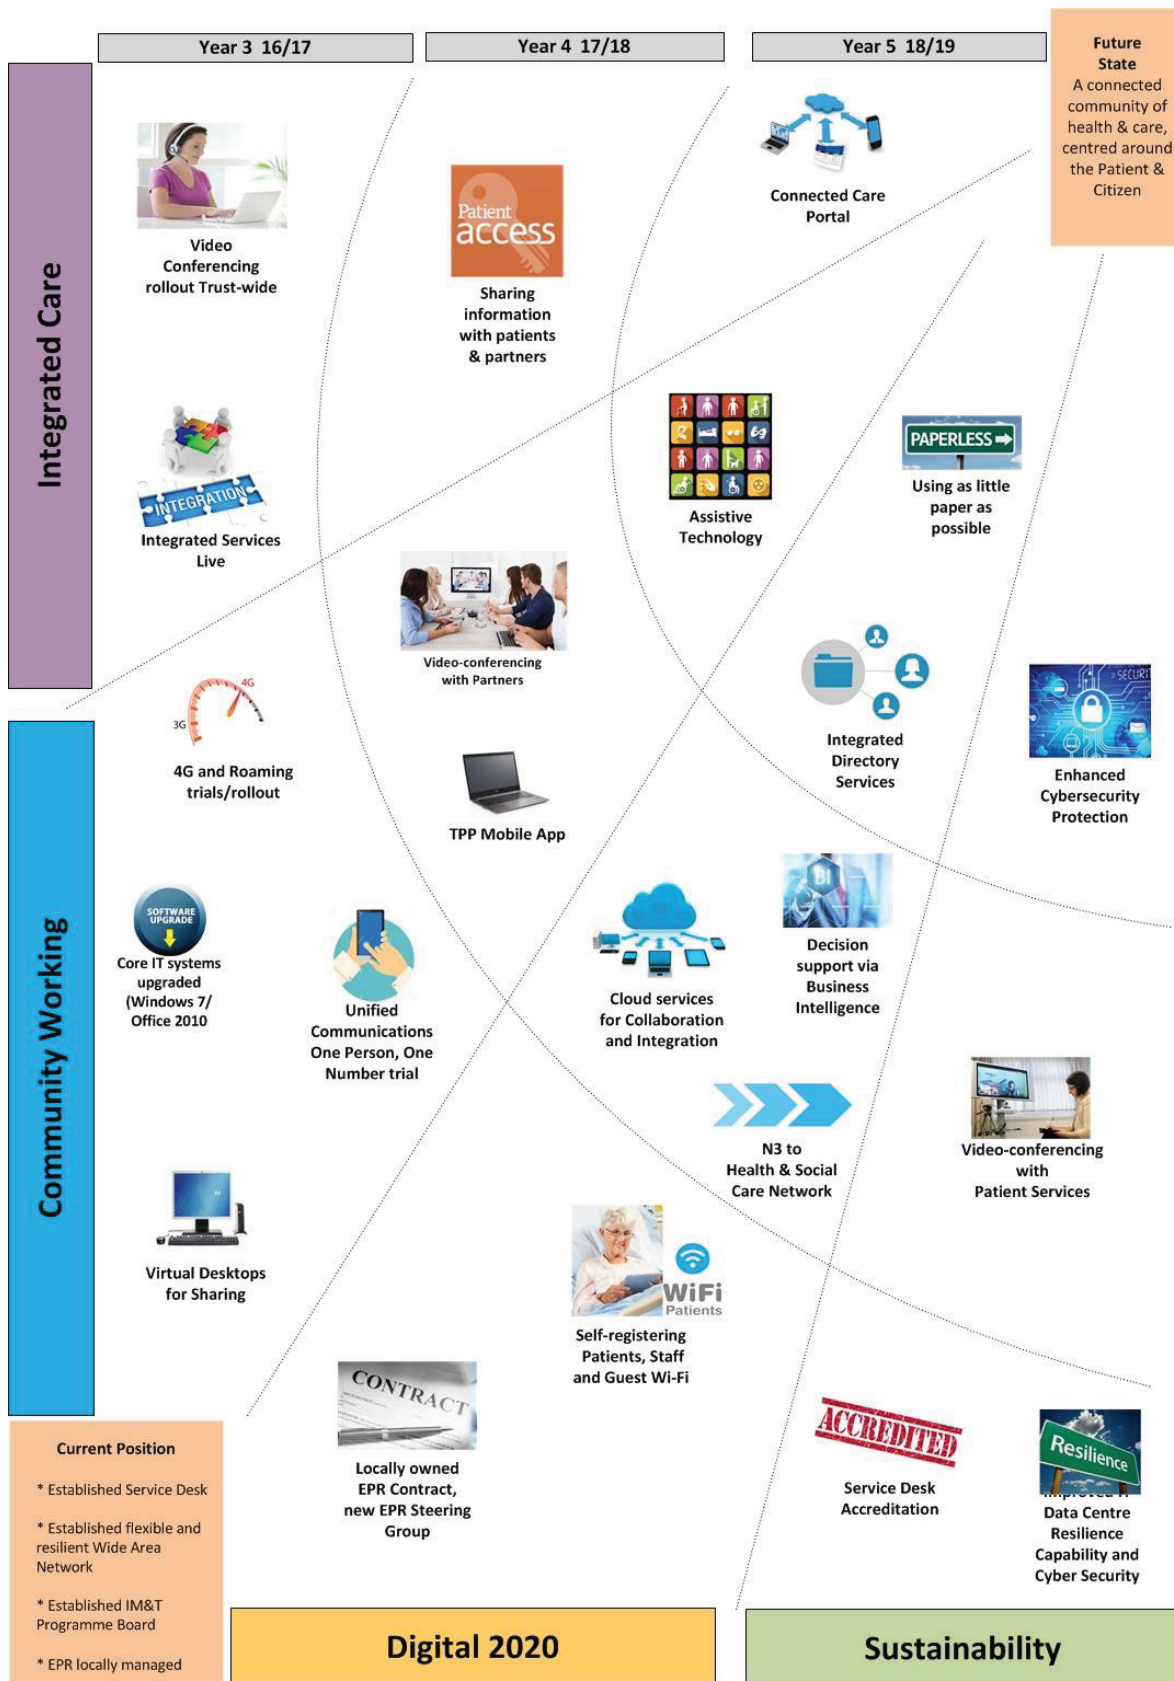 Year 3 16/17
Year 4 17/18
Year 5 18/19
Future
State
A connected
community of
health & care,
centred around
the Patient &
Citizen
Integrated Care
Video
Conferencing
rollout Trust-wide
Patient
access
Sharing
information
with patients
& partners
Connected Care
Portal
INTEGRATION
Integrated Services
Live
Assistive
Technology
PAPERLESS
Using as little
paper as
possible
Video-conferencing
with Partners
3G
4G
4G and Roaming
trials/rollout
TPP Mobile App
Integrated
Directory
Services
SECURIT
Enhanced
Cybersecurity
Protection
Community Working
SOFTWARE
UPGRADE
Core IT systems
upgraded
(Windows 7/
Office 2010
Unified
Communications
One Person, One
Number trial
Cloud services
for Collaboration
and Integration
BI
Decision
support via
Business
Intelligence
N3 to
Health & Social
Care Network
Video-conferencing
with
Patient Services
Virtual Desktops
for Sharing
WiFi
Patients
Self-registering
Patients, Staff
and Guest Wi-Fi
CONTRACT
Locally owned
EPR Contract,
new EPR Steering
Group
ACCREDITED
Service Desk
Accreditation
Resilience
Data Centre
Resilience
Capability and
Cyber Security
Current Position
* Established Service Desk
* Established flexible and
resilient Wide Area
Network
* Established IM&T
Programme Board
* EPR locally managed
Digital 2020
Sustainability